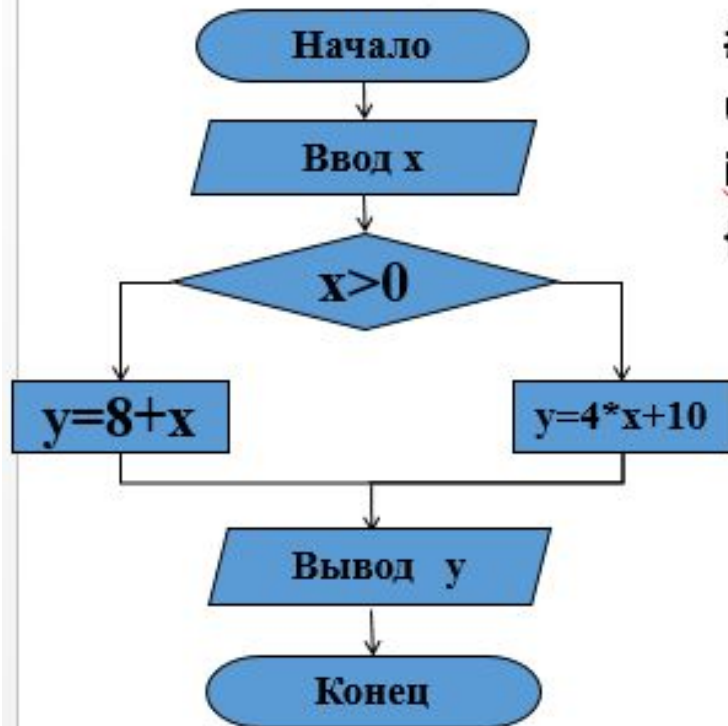 Начало
Ввод x
x>0
y=8+x
y=4*x+10
Вывод y
Конец